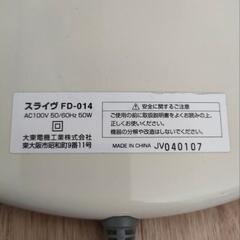 スライヴ FD-014
AC100V 50/60Hz 50W
大東電機工業株式会社
東大阪市昭和町9番11号
安全に関するご注意
ご使用の前に取扱説明書をよくお読みの上、
正しくお使いください。
機器の分解や改造はしないでください。
MADE IN CHINA JV040107